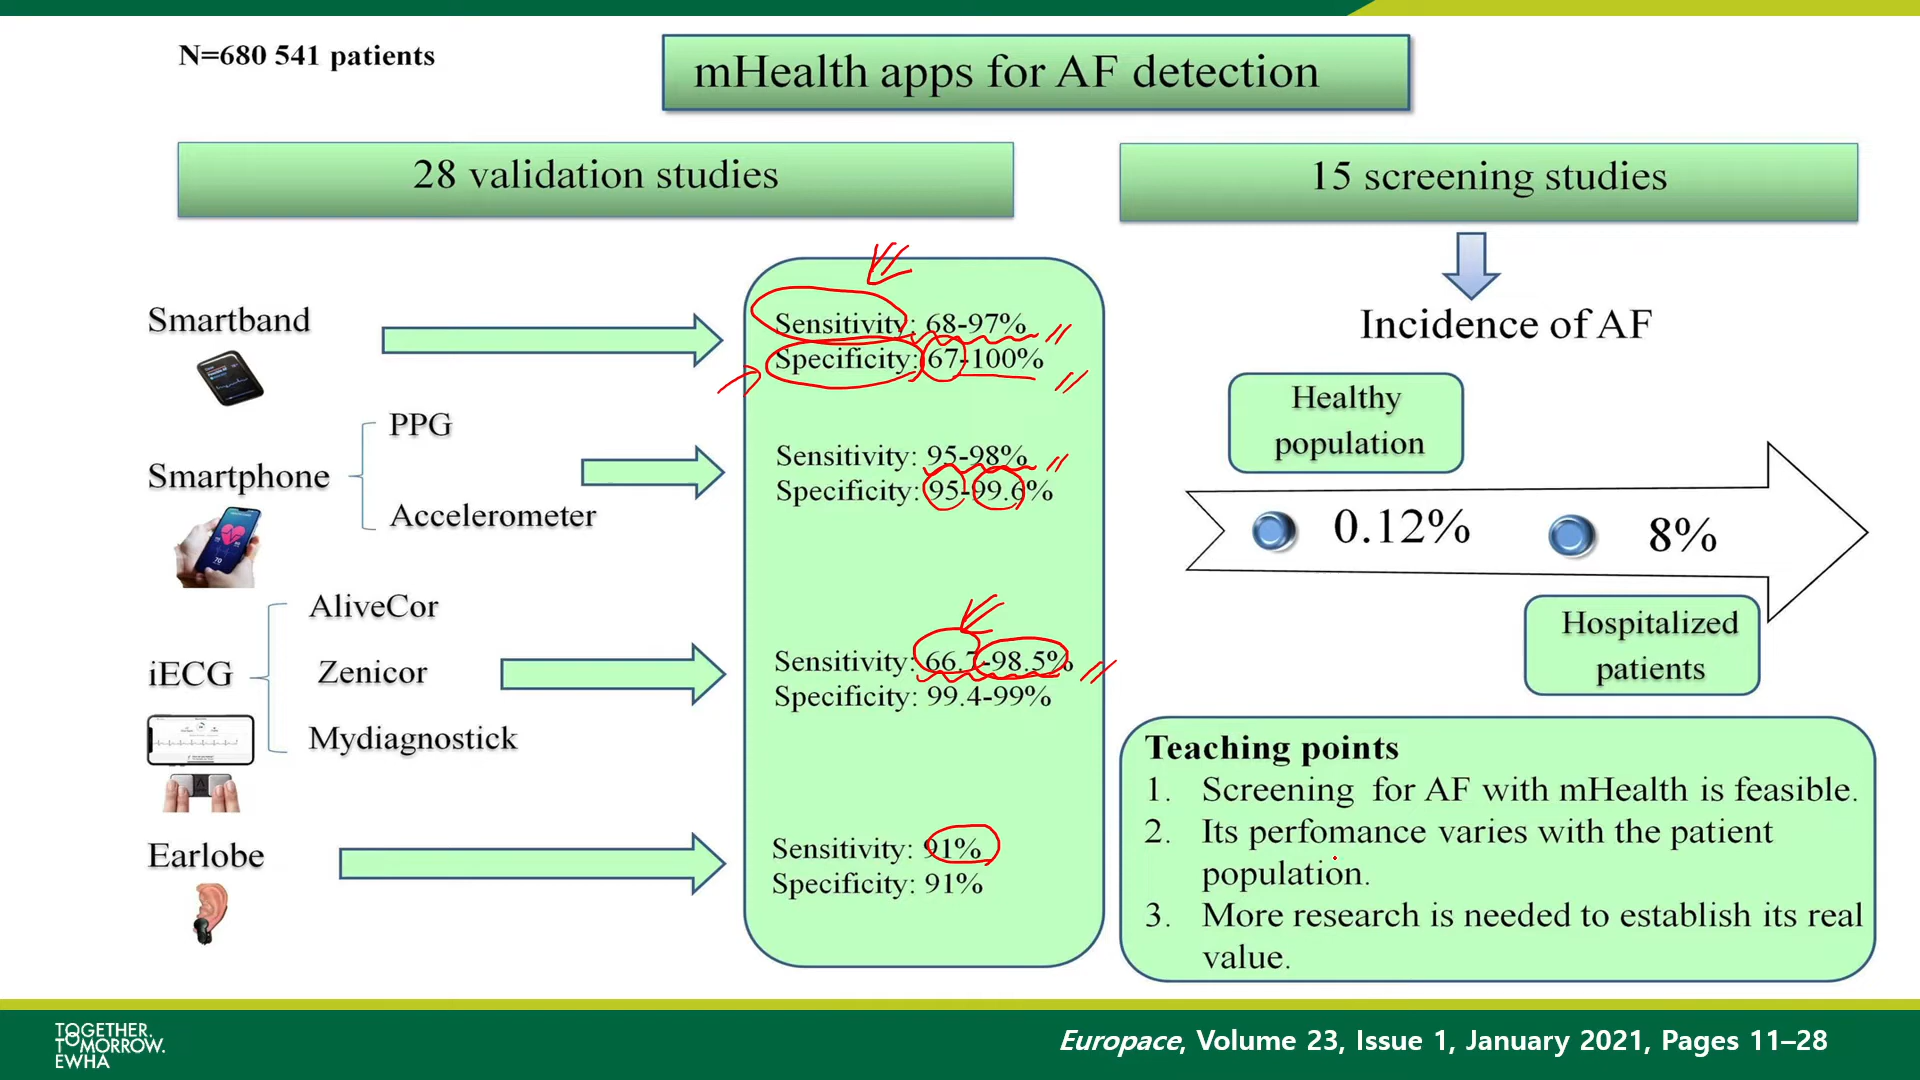 N=680 541 patients
mHealth apps for AF detection
28 validation studies
15 screening studies
Smartband
Sensitivity: 68-97%
Specificity: 67-100%
Smartphone
PPG
Accelerometer
Sensitivity: 95-98%
Specificity: 95-99.6%
iECG
AliveCor
Zenicor
Mydiagnostick
Sensitivity: 66.7-98.5%
Specificity: 99.4-99%
Earlobe
Sensitivity: 91%
Specificity: 91%
Incidence of AF
Healthy
population
0.12%
8%
Hospitalized
patients
Teaching points
1. Screening for AF with mHealth is feasible.
2. Its perfomance varies with the patient
population.
3. More research is needed to establish its real
value.
TOGETHER.
TOMORROW.
EWHA
Europace, Volume 23, Issue 1, January 2021, Pages 11–28